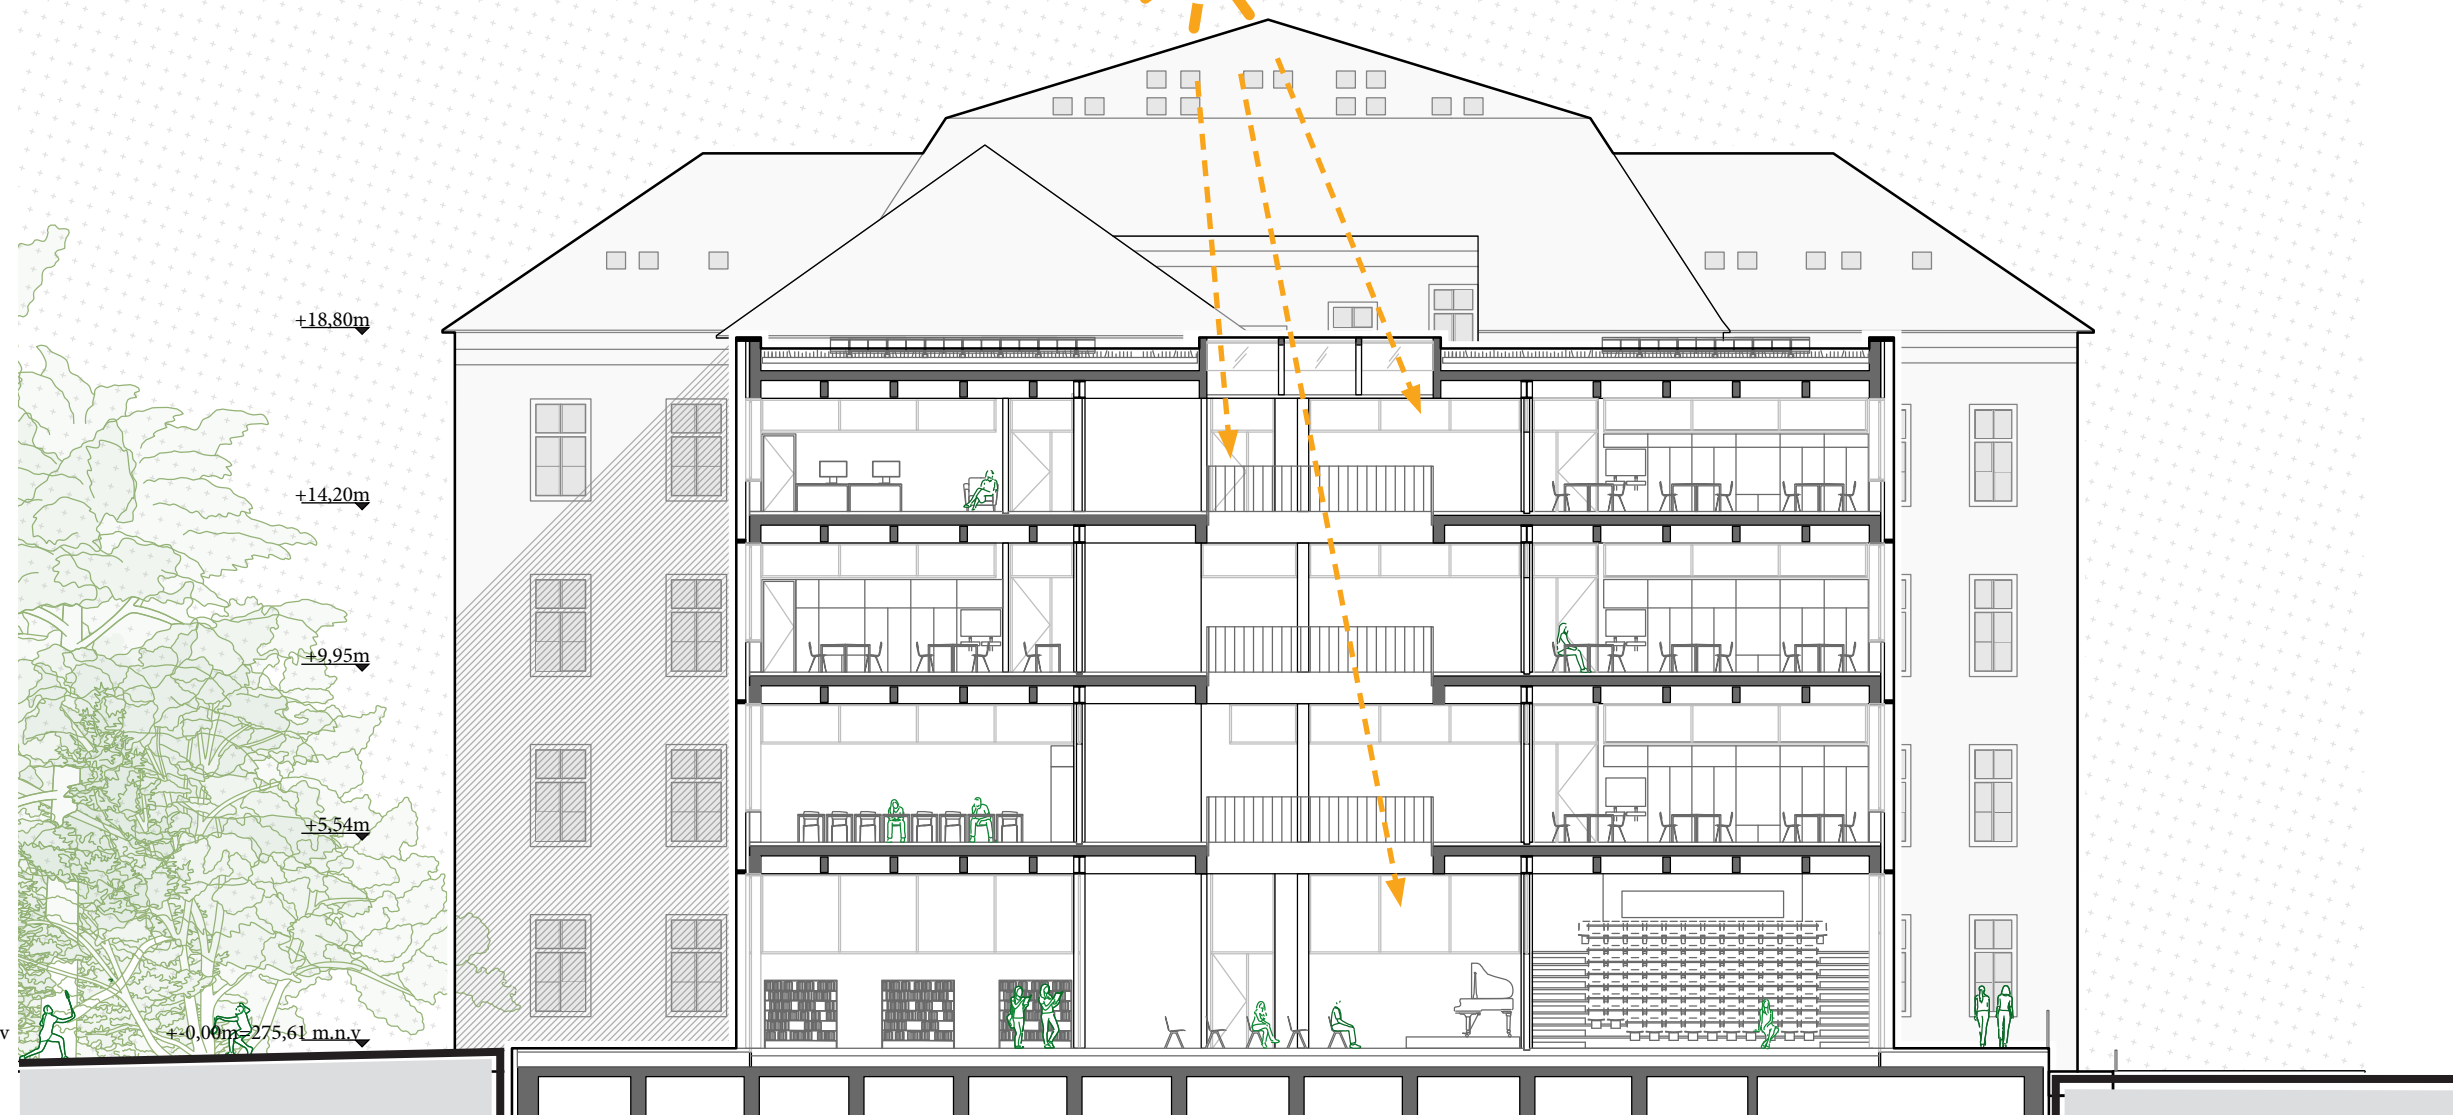 +18,80m
+14,20m
+9,95m
+5,54m
v
+-0,00m=275,61 m.n.v